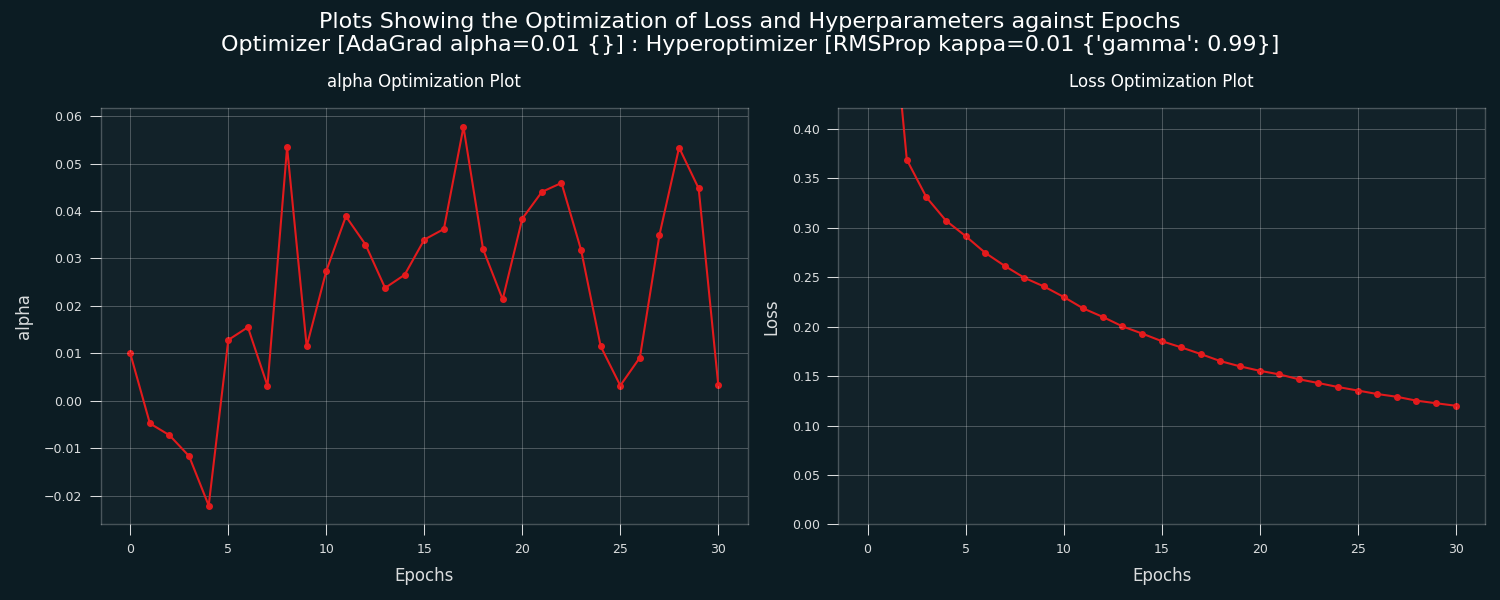 Plots Showing the Optimization of Loss and Hyperparameters against Epochs
Optimizer [AdaGrad alpha=0.01 {}] : Hyperoptimizer [RMSProp kappa=0.01 {'gamma': 0.99}]
alpha Optimization Plot
0.06
0.05
0.04
0.03
0.02
0.01
0.00
−0.01
−0.02
alpha
0 5 10 15 20 25 30
Epochs
Loss Optimization Plot
0.40
0.35
0.30
0.25
0.20
0.15
0.10
0.05
0.00
Loss
0 5 10 15 20 25 30
Epochs